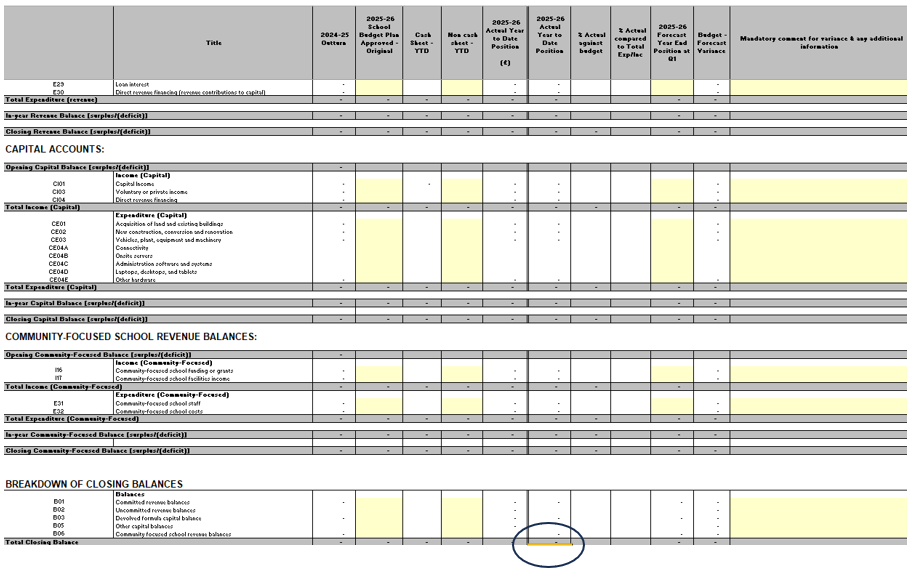 Title 2024-25 Outturn 2025-26 School Budget Plan Approved - Original Cash Sheet - YTD Non cash sheet - YTD 2025-26 Actual Year to Date Position (£) 2025-26 Actual Year to Date Position % Actual against budget % Actual compared to Total Exp/Inc 2025-26 Forecast Year End Position at Q1 Budget - Forecast Variance Mandatory comment for variance & any additional information
E29 Loan interest - - - -
E30 Direct revenue financing (revenue contributions to capital) - - - -
Total Expenditure (revenue) - - - - - - - -
In-year Revenue Balance [surplus/(deficit)] - - - - - - - -
Closing Revenue Balance [surplus/(deficit)] - - - - - - - - -
CAPITAL ACCOUNTS:
Opening Capital Balance [surplus/(deficit)] -
Income (Capital)
CI01 Capital Income - - - - -
CI03 Voluntary or private income - - - -
CI04 Direct revenue financing - - - -
Total Income (Capital) - - - - - - - - -
Expenditure (Capital)
CE01 Acquisition of land and existing buildings - - - -
CE02 New construction, conversion and renovation - - - -
CE03 Vehicles, plant, equipment and machinery - - - -
CE04A Connectivity
CE04B Onsite servers
CE04C Administration software and systems
CE04D Laptops, desktops, and tablets
CE04E Other hardware - - - -
Total Expenditure (Capital) - - - - - - - - -
In-year Capital Balance [surplus/(deficit)] - - - - - - - - -
Closing Capital Balance [surplus/(deficit)] - - - - - - - - -
COMMUNITY-FOCUSED SCHOOL REVENUE BALANCES:
Opening Community-Focused Balance [surplus/(deficit)] -
Income (Community-Focused)
I16 Community-focused school funding or grants - - - -
I17 Community-focused school facilities income - - - -
Total Income (Community-Focused) - - - - - - - -
Expenditure (Community-Focused)
E31 Community-focused school staff - - - -
E32 Community-focused school costs - - - -
Total Expenditure (Community-Focused) - - - - - - - - -
In-year Community-Focused Balance [surplus/(deficit)] - - - - - - - - -
Closing Community-Focused Balance [surplus/(deficit)] - - - - - - - - -
BREAKDOWN OF CLOSING BALANCES
Balances
B01 Committed revenue balances - - - - -
B02 Uncommitted revenue balances - -
B03 Devolved formula capital balance - - - - -
B05 Other capital balances - - -
B06 Community focused school revenue balances - - - - -
Total Closing Balance - - - - - - - - -